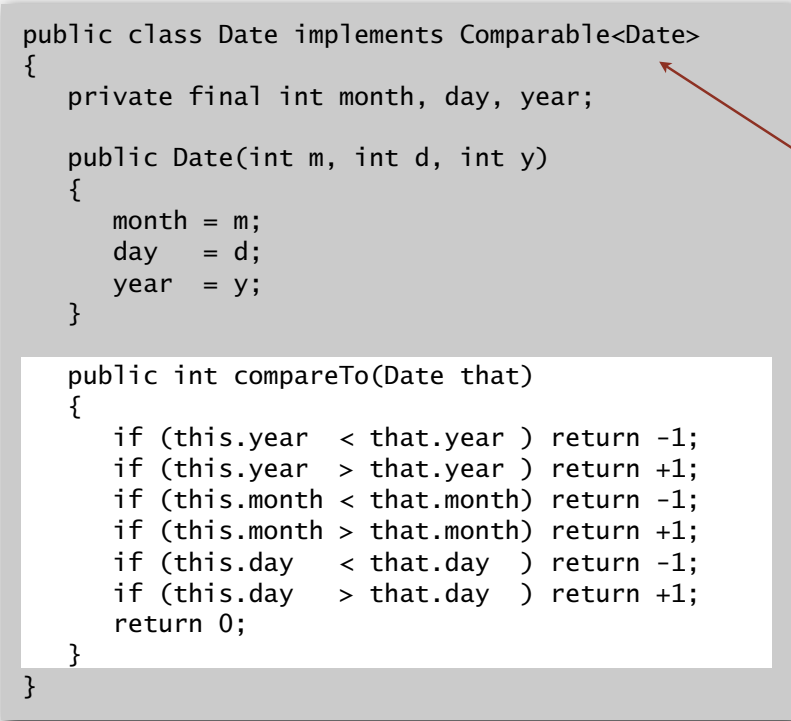 public class Date implements Comparable<Date>
{
   private final int month, day, year;

   public Date(int m, int d, int y)
   {
      month = m;
      day   = d;
      year  = y;
   }

   public int compareTo(Date that)
   {
      if (this.year  < that.year ) return -1;
      if (this.year  > that.year ) return +1;
      if (this.month < that.month) return -1;
      if (this.month > that.month) return +1;
      if (this.day   < that.day  ) return -1;
      if (this.day   > that.day  ) return +1;
      return 0;
   }
}